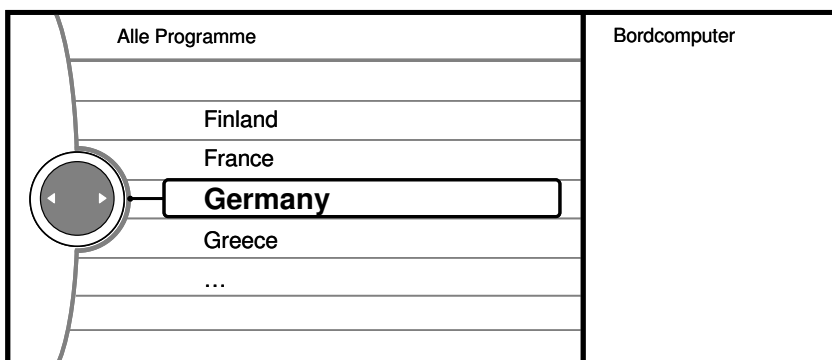 Alle Programme
Bordcomputer
Finland
France
Germany
Greece
...